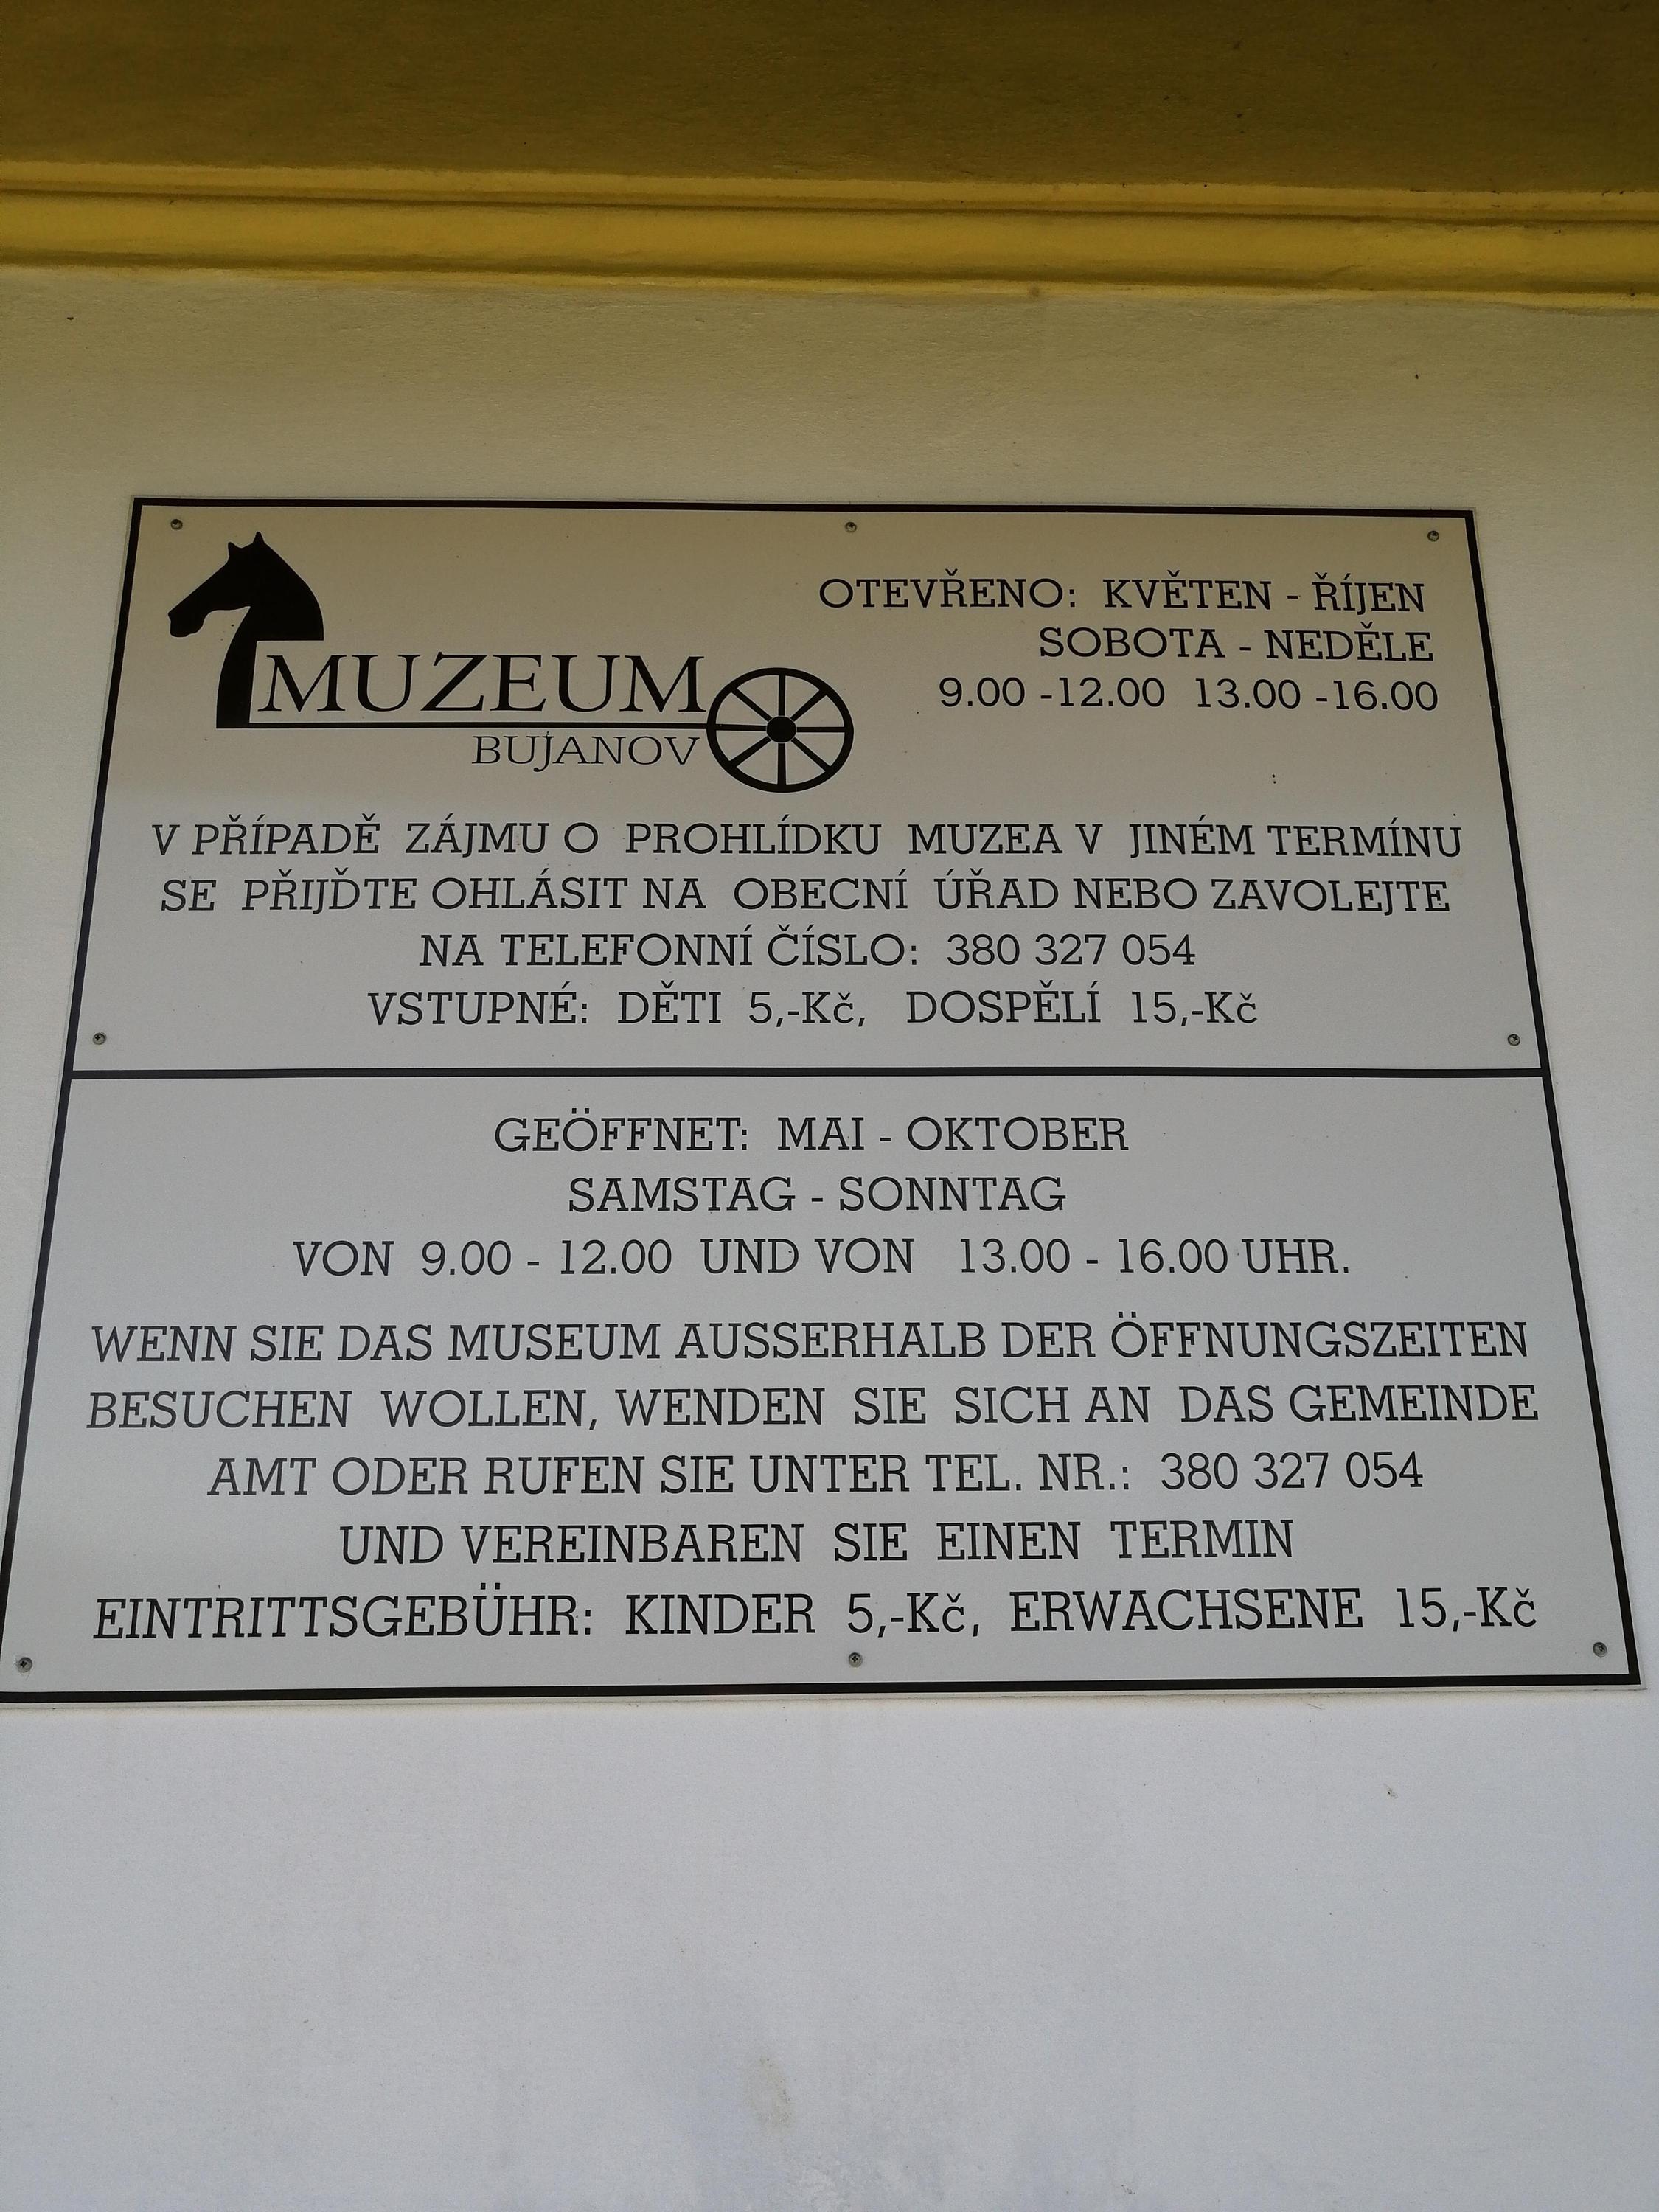 MUZEUM
BUJANOV
OTEVŘENO: KVĚTEN - ŘÍJEN
SOBOTA - NEDĚLE
9.00 -12.00 13.00 -16.00
V PŘÍPADĚ ZÁJMU O PROHLÍDKU MUZEA V JINÉM TERMÍNU
SE PŘIJĎTE OHLÁSIT NA OBECNÍ ÚŘAD NEBO ZAVOLEJTE
NA TELEFONNÍ ČÍSLO: 380 327 054
VSTUPNÉ: DĚTI 5,-Kč, DOSPĚLÍ 15,-Kč
GEÖFFNET: MAI - OKTOBER
SAMSTAG - SONNTAG
VON 9.00 - 12.00 UND VON 13.00 - 16.00 UHR.
WENN SIE DAS MUSEUM AUSSERHALB DER ÖFFNUNGSZEITEN
BESUCHEN WOLLEN, WENDEN SIE SICH AN DAS GEMEINDE
AMT ODER RUFEN SIE UNTER TEL. NR.: 380 327 054
UND VEREINBAREN SIE EINEN TERMIN
EINTRITTSGEBÜHR: KINDER 5,-Kč, ERWACHSENE 15,-Kč